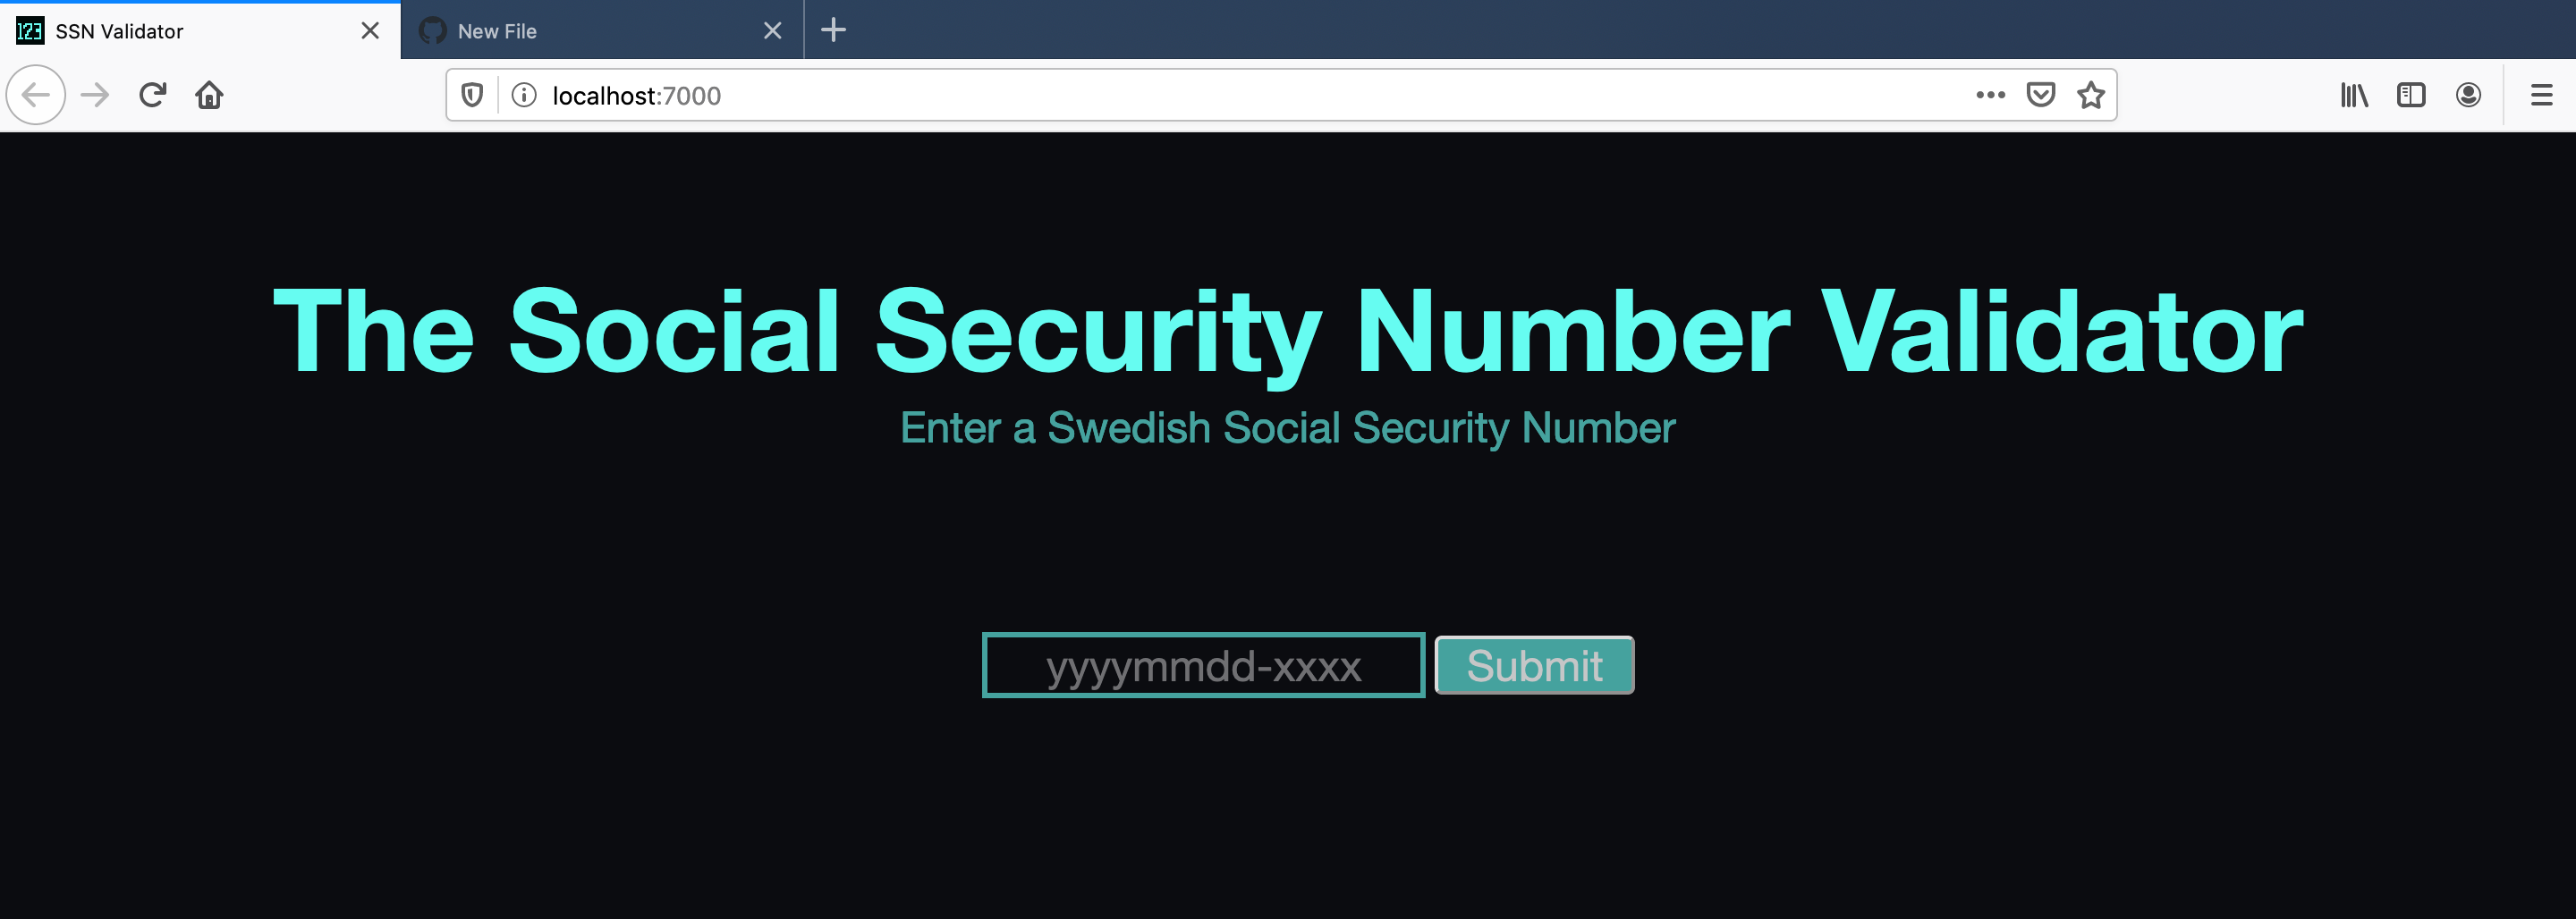 123 SSN Validator New File
localhost:7000
The Social Security Number Validator
Enter a Swedish Social Security Number
yyyymmdd-xxxx Submit